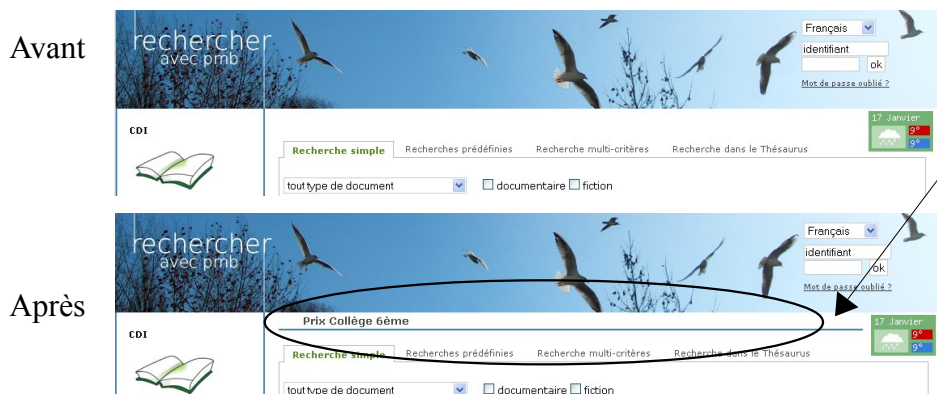 Avant
rechercher
avec pmb
Français
identifiant
ok
Mot de passe oublié ?
CDI
17 Janvier
9°
9°
Recherche simple Recherches prédéfinies Recherche multi-critères Recherche dans le Thésaurus
tout type de document documentaire fiction
Après
rechercher
avec pmb
Français
identifiant
ok
Mot de passe oublié ?
Prix Collège 6ème
CDI
17 Janvier
9°
9°
Recherche simple Recherches prédéfinies Recherche multi-critères Recherche dans le Thésaurus
tout type de document documentaire fiction